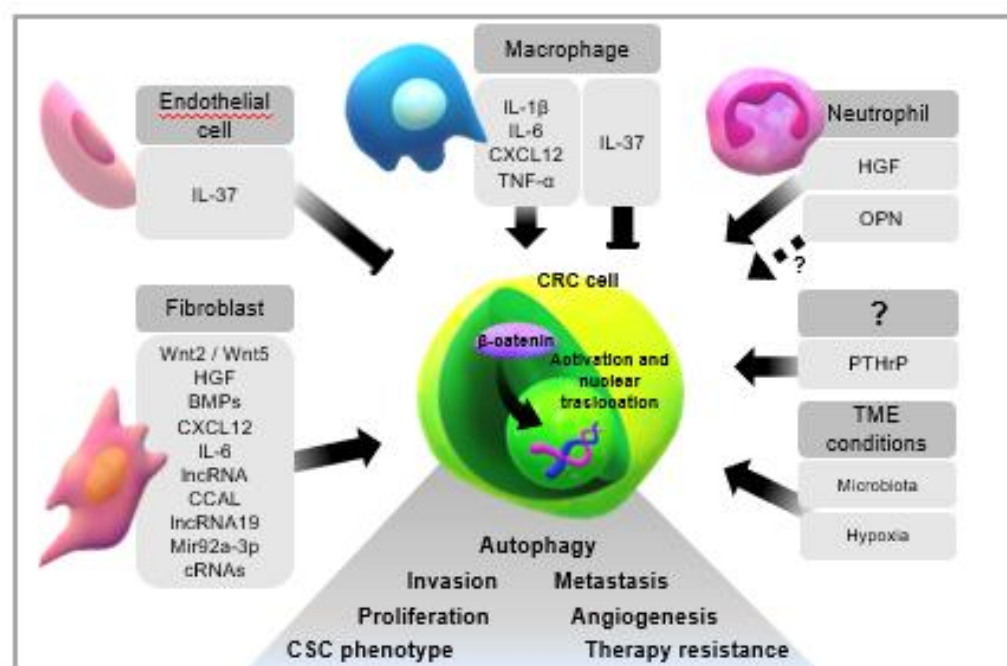 Macrophage
IL-1β
IL-6
CXCL12
TNF-α
IL-37
Endothelial
cell
IL-37
Neutrophil
HGF
OPN
?
Fibroblast
Wnt2 / Wnt5
HGF
BMPs
CXCL12
IL-6
lncRNA
CCAL
lncRNA19
Mir92a-3p
cRNAs
CRC cell
β-catenin
Activation and
nuclear
traslocation
?
PTHrP
TME
conditions
Microbiota
Hypoxia
Autophagy
Invasion Metastasis
Proliferation Angiogenesis
CSC phenotype Therapy resistance